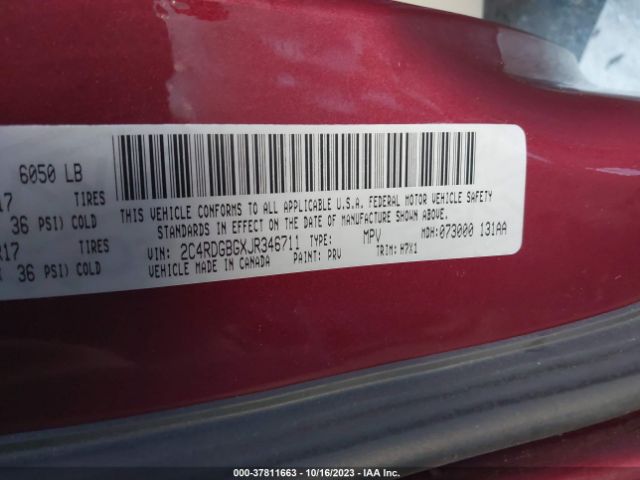 6050 LB
17 TIRES
36 PSI) COLD
R17 TIRES
36 PSI) COLD
THIS VEHICLE CONFORMS TO ALL APPLICABLE U.S.A. FEDERAL MOTOR VEHICLE SAFETY
STANDARDS IN EFFECT ON THE DATE OF MANUFACTURE SHOWN ABOVE.
VIN: 2C4RDGBGXJR346711 TYPE: MPV MDH: 073000 131AA
VEHICLE MADE IN CANADA PAINT: PRV TRIM: H7X1
000-37811663 - 10/16/2023 - IAA Inc.